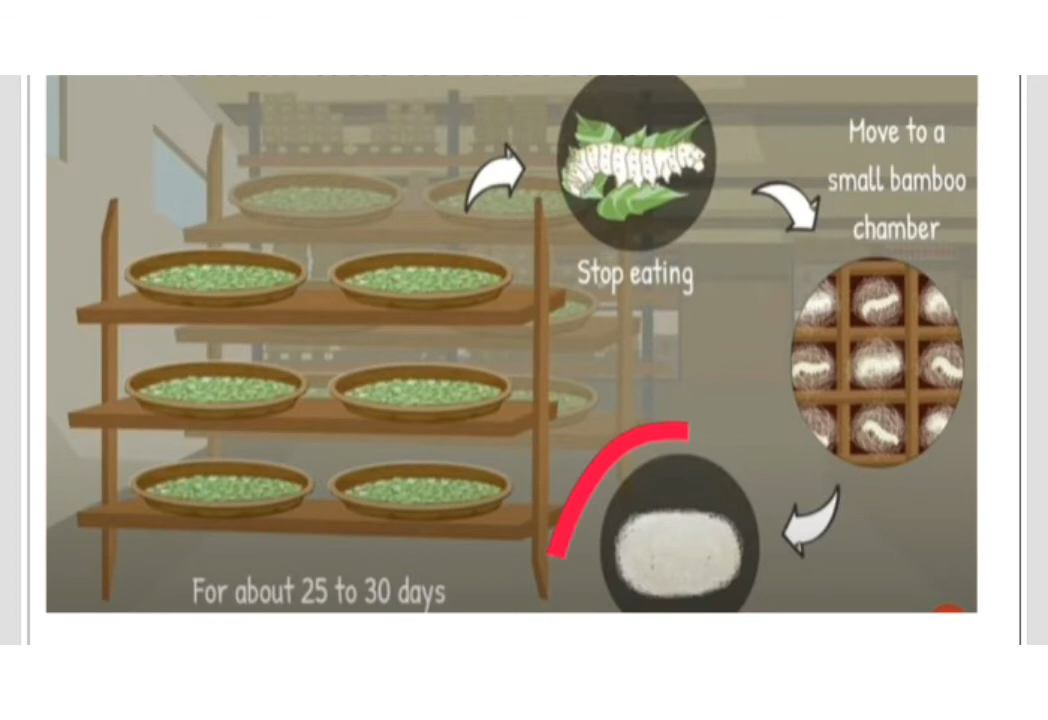 Stop eating
Move to a
small bamboo
chamber
For about 25 to 30 days